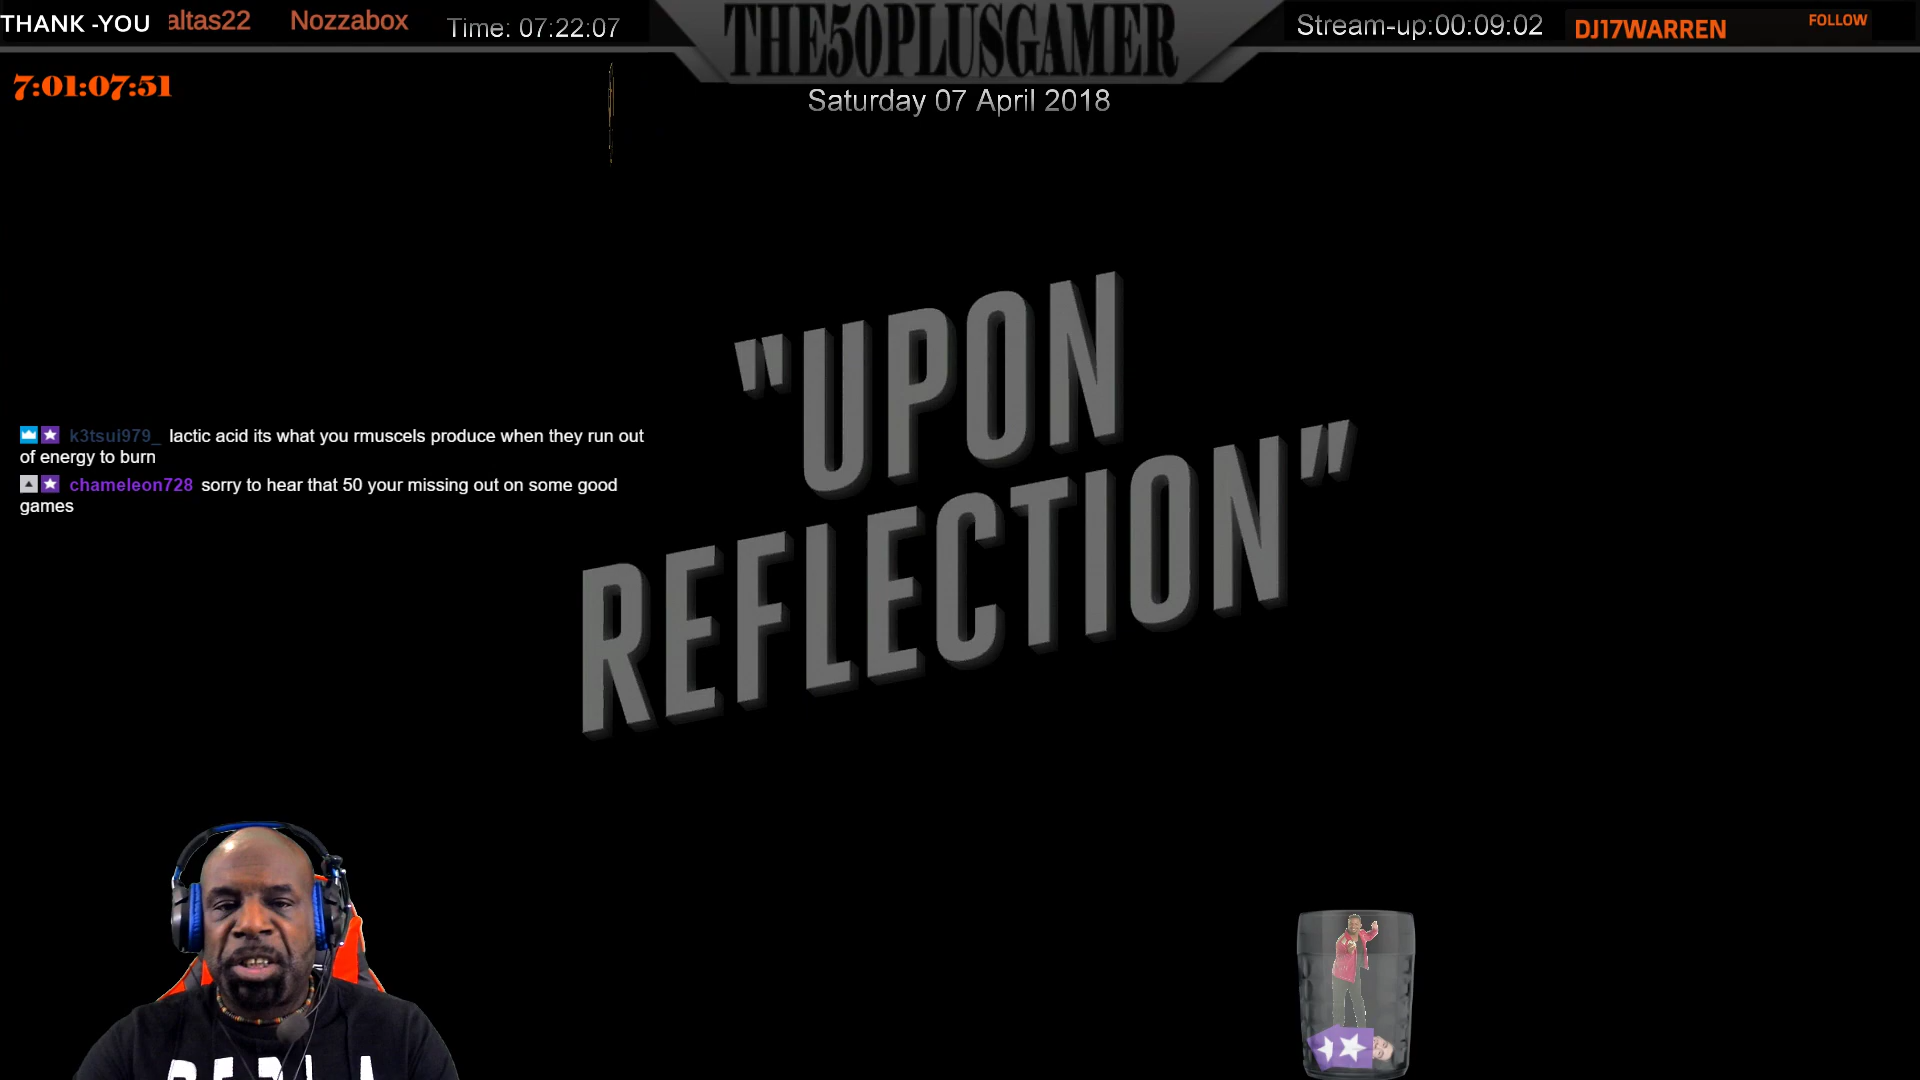 THANK -YOU altas22 Nozzabox Time: 07:22:07 THE50PLUSGAMER Stream-up:00:09:02 DJ17WARREN FOLLOW
7:01:07:51
Saturday 07 April 2018
"UPON
REFLECTION"
k3tsui979_ lactic acid its what you rmuscels produce when they run out
of energy to burn
chameleon728 sorry to hear that 50 your missing out on some good
games